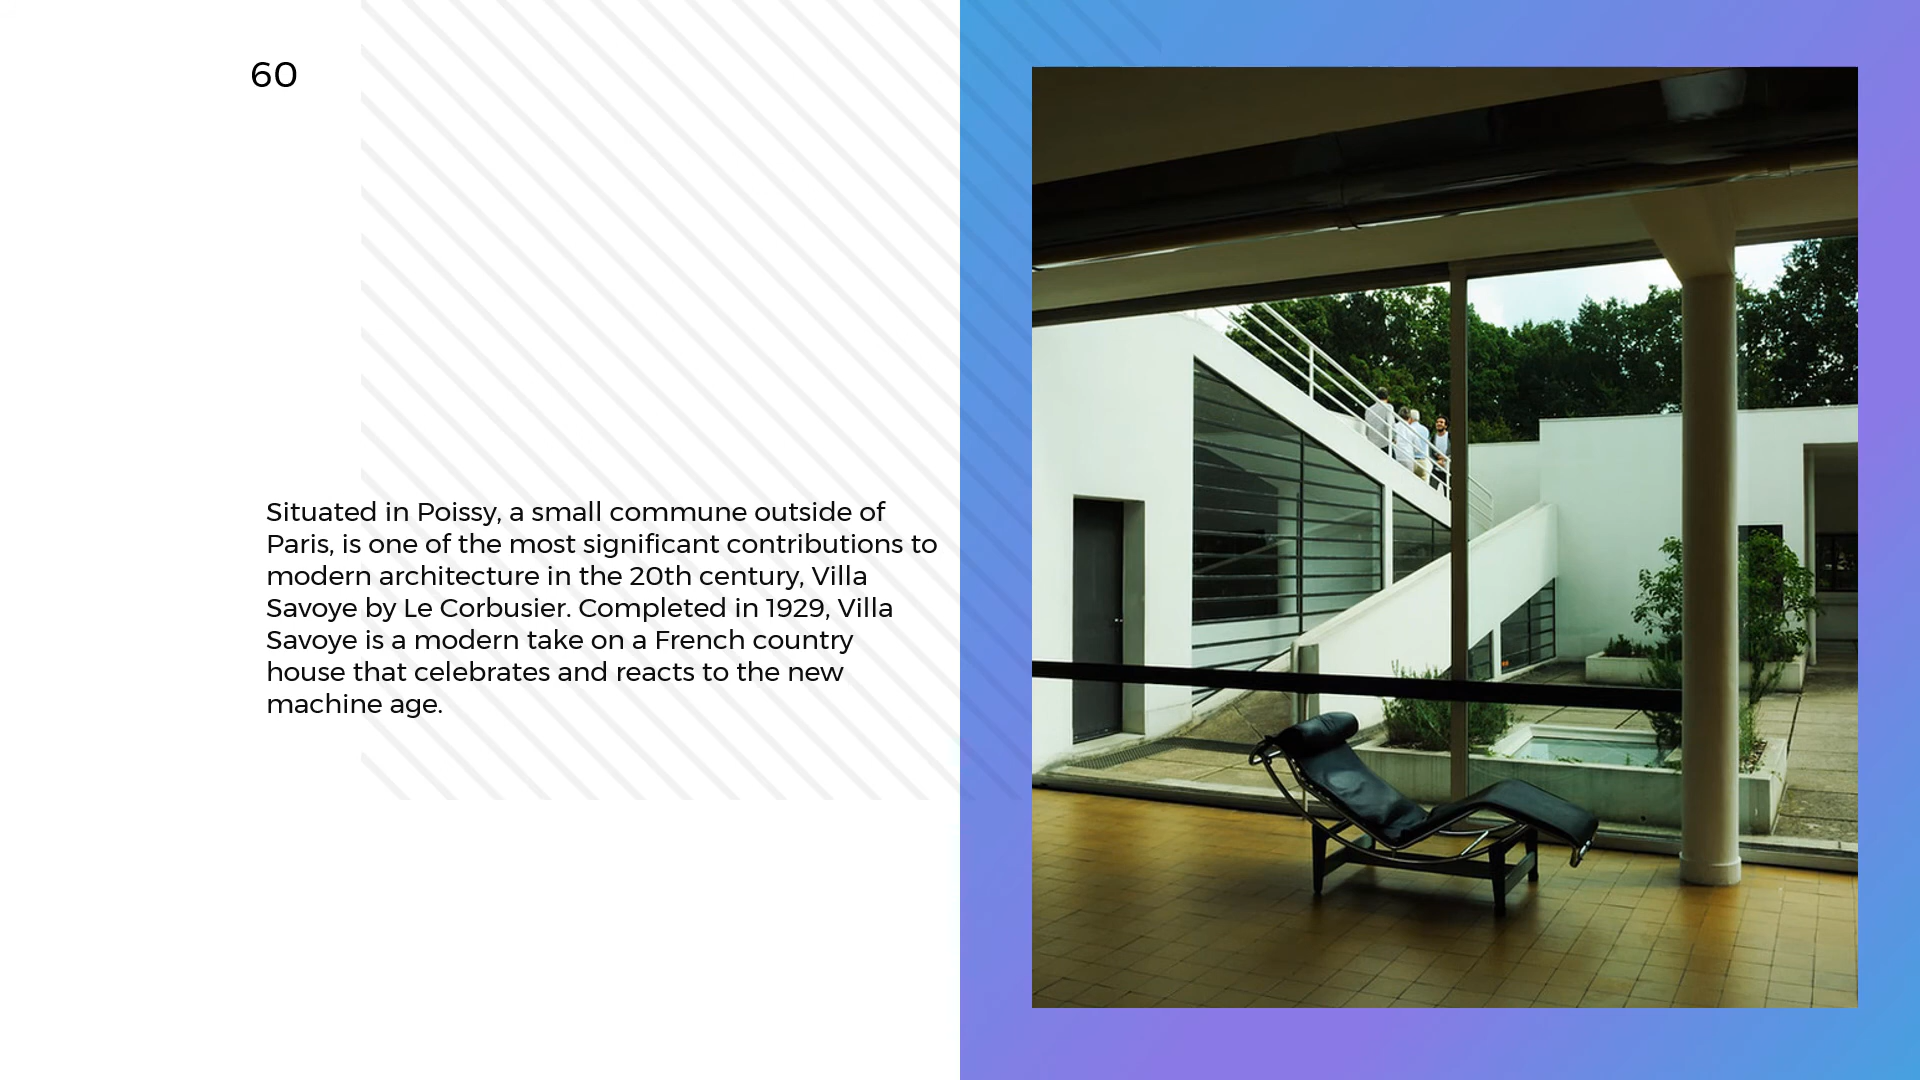 60
Situated in Poissy, a small commune outside of
Paris, is one of the most significant contributions to
modern architecture in the 20th century, Villa
Savoye by Le Corbusier. Completed in 1929, Villa
Savoye is a modern take on a French country
house that celebrates and reacts to the new
machine age.